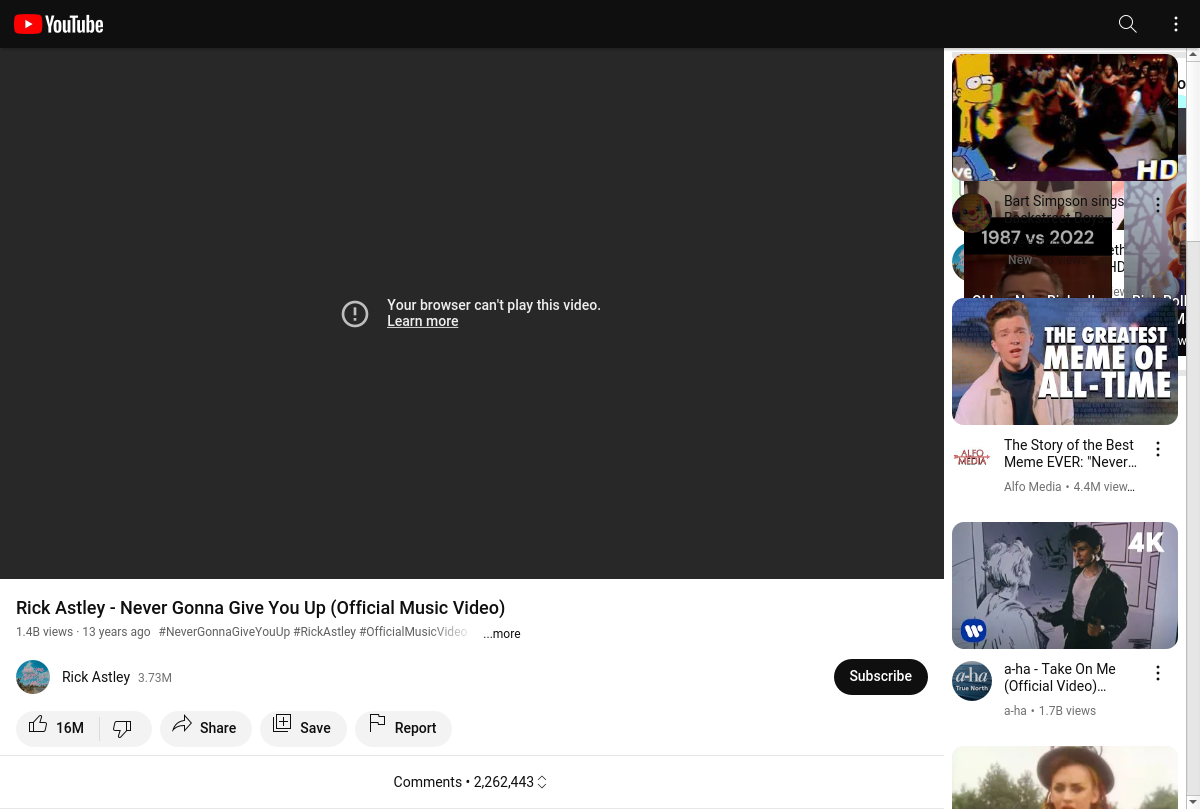 YouTube
HD
Bart Simpson sings
Backstreet Boys...
1987 vs 2022
New
THE GREATEST
MEME OF
ALL-TIME
ALFO
MEDIA
The Story of the Best
Meme EVER: "Never...
Alfo Media • 4.4M view...
4K
a-ha
True North
a-ha - Take On Me
(Official Video)...
a-ha • 1.7B views
Your browser can't play this video.
Learn more
Rick Astley - Never Gonna Give You Up (Official Music Video)
1.4B views · 13 years ago #NeverGonnaGiveYouUp #RickAstley #OfficialMusicVideo ...more
Rick Astley 3.73M
Subscribe
16M Share Save Report
Comments • 2,262,443